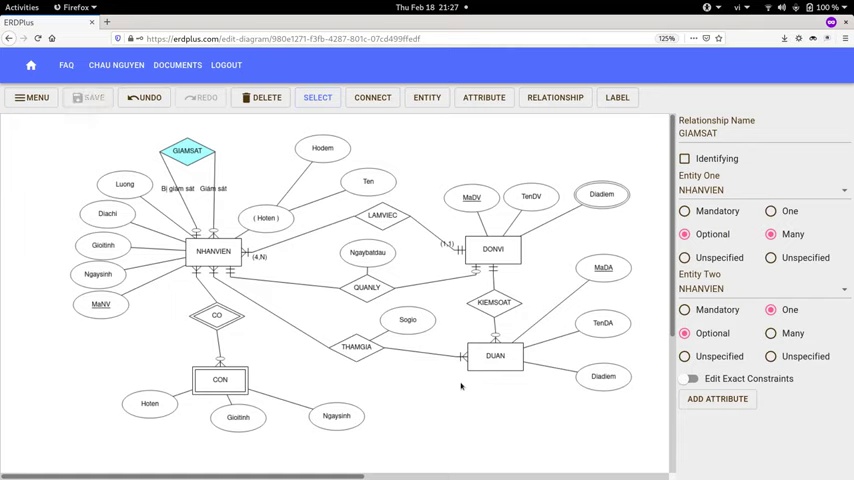 Activities Firefox Thu Feb 18 21:27 vi 100 %
ERDPlus
https://erdplus.com/edit-diagram/980e1271-f3fb-4287-801c-07cd499ffedf 125%
FAQ CHAU NGUYEN DOCUMENTS LOGOUT
MENU SAVE UNDO REDO DELETE SELECT CONNECT ENTITY ATTRIBUTE RELATIONSHIP LABEL
Relationship Name
GIAMSAT
Identifying
Entity One
NHANVIEN
Mandatory One
Optional Many
Unspecified Unspecified
Entity Two
NHANVIEN
Mandatory One
Optional Many
Unspecified Unspecified
Edit Exact Constraints
ADD ATTRIBUTE
GIAMSAT
Hodem
Luong
Bị giám sát
Giám sát
Ten
Diachi
( Hoten )
LAMVIEC
MaDV
TenDV
Diadiem
Gioitinh
NHANVIEN
(4,N)
(1,1)
DONVI
Ngaybatdau
Ngaysinh
MaDA
MaNV
QUANLY
KIEMSOAT
CO
Sogio
TenDA
THAMGIA
DUAN
CON
Diadiem
Hoten
Gioitinh
Ngaysinh